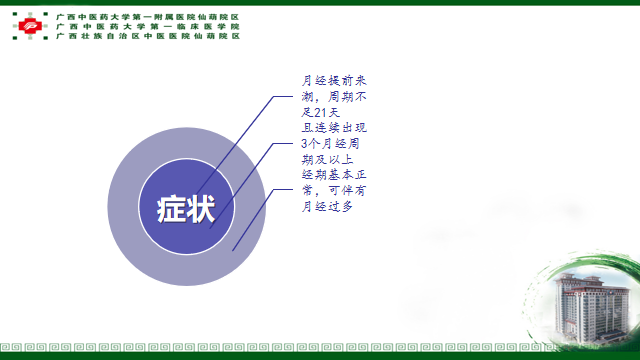 广西中医药大学第一附属医院仙葫院区
广西中医药大学第一临床医学院
广西壮族自治区中医医院仙葫院区
月经提前来
潮，周期不
足21天
且连续出现
3个月经周
期及以上
经期基本正
常，可伴有
月经过多
症状